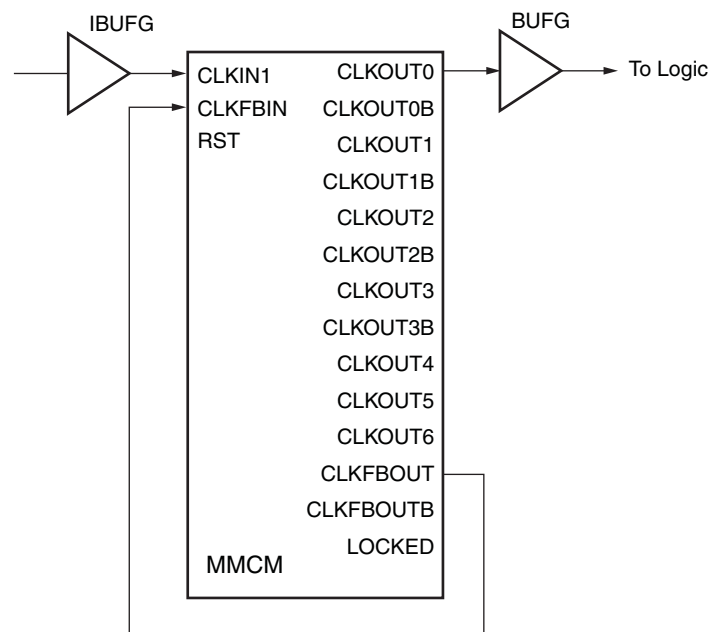 IBUFG
BUFG
CLKIN1
CLKFBIN
RST
CLKOUT0
CLKOUT0B
CLKOUT1
CLKOUT1B
CLKOUT2
CLKOUT2B
CLKOUT3
CLKOUT3B
CLKOUT4
CLKOUT5
CLKOUT6
CLKFBOUT
CLKFBOUTB
LOCKED
MMCM
To Logic